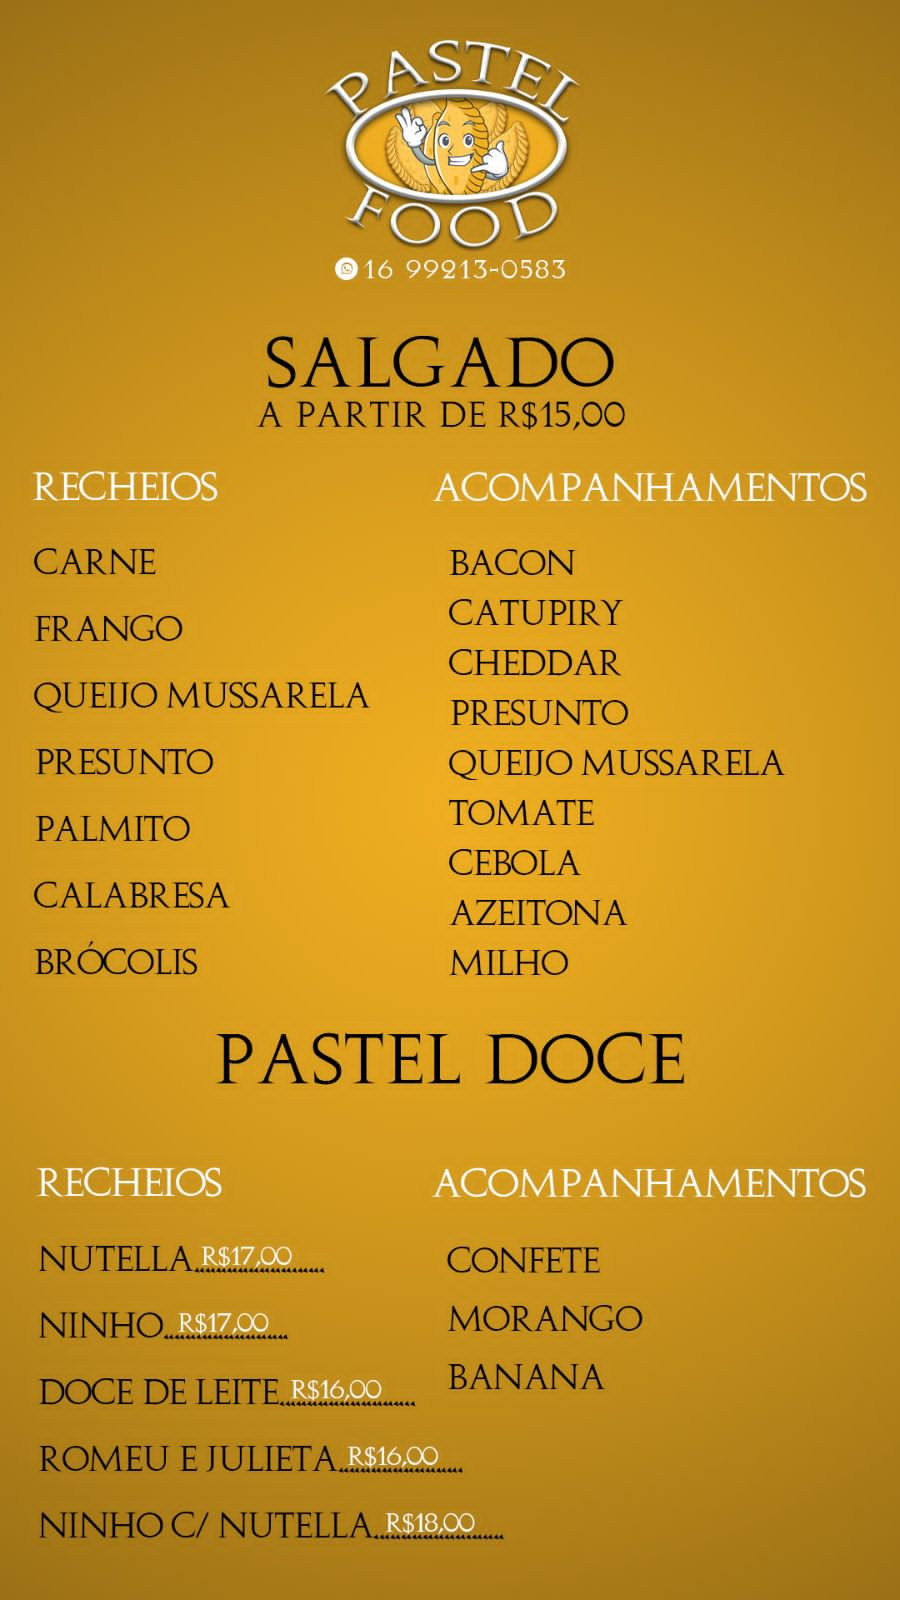 PASTEL
FOOD
16 99213-0583
SALGADO
A PARTIR DE R$15,00
RECHEIOS
CARNE
FRANGO
QUEIJO MUSSARELA
PRESUNTO
PALMITO
CALABRESA
BRÓCOLIS
ACOMPANHAMENTOS
BACON
CATUPIRY
CHEDDAR
PRESUNTO
QUEIJO MUSSARELA
TOMATE
CEBOLA
AZEITONA
MILHO
PASTEL DOCE
RECHEIOS
NUTELLA R$17,00
NINHO R$17,00
DOCE DE LEITE R$16,00
ROMEU E JULIETA R$16,00
NINHO C/ NUTELLA R$18,00
ACOMPANHAMENTOS
CONFETE
MORANGO
BANANA